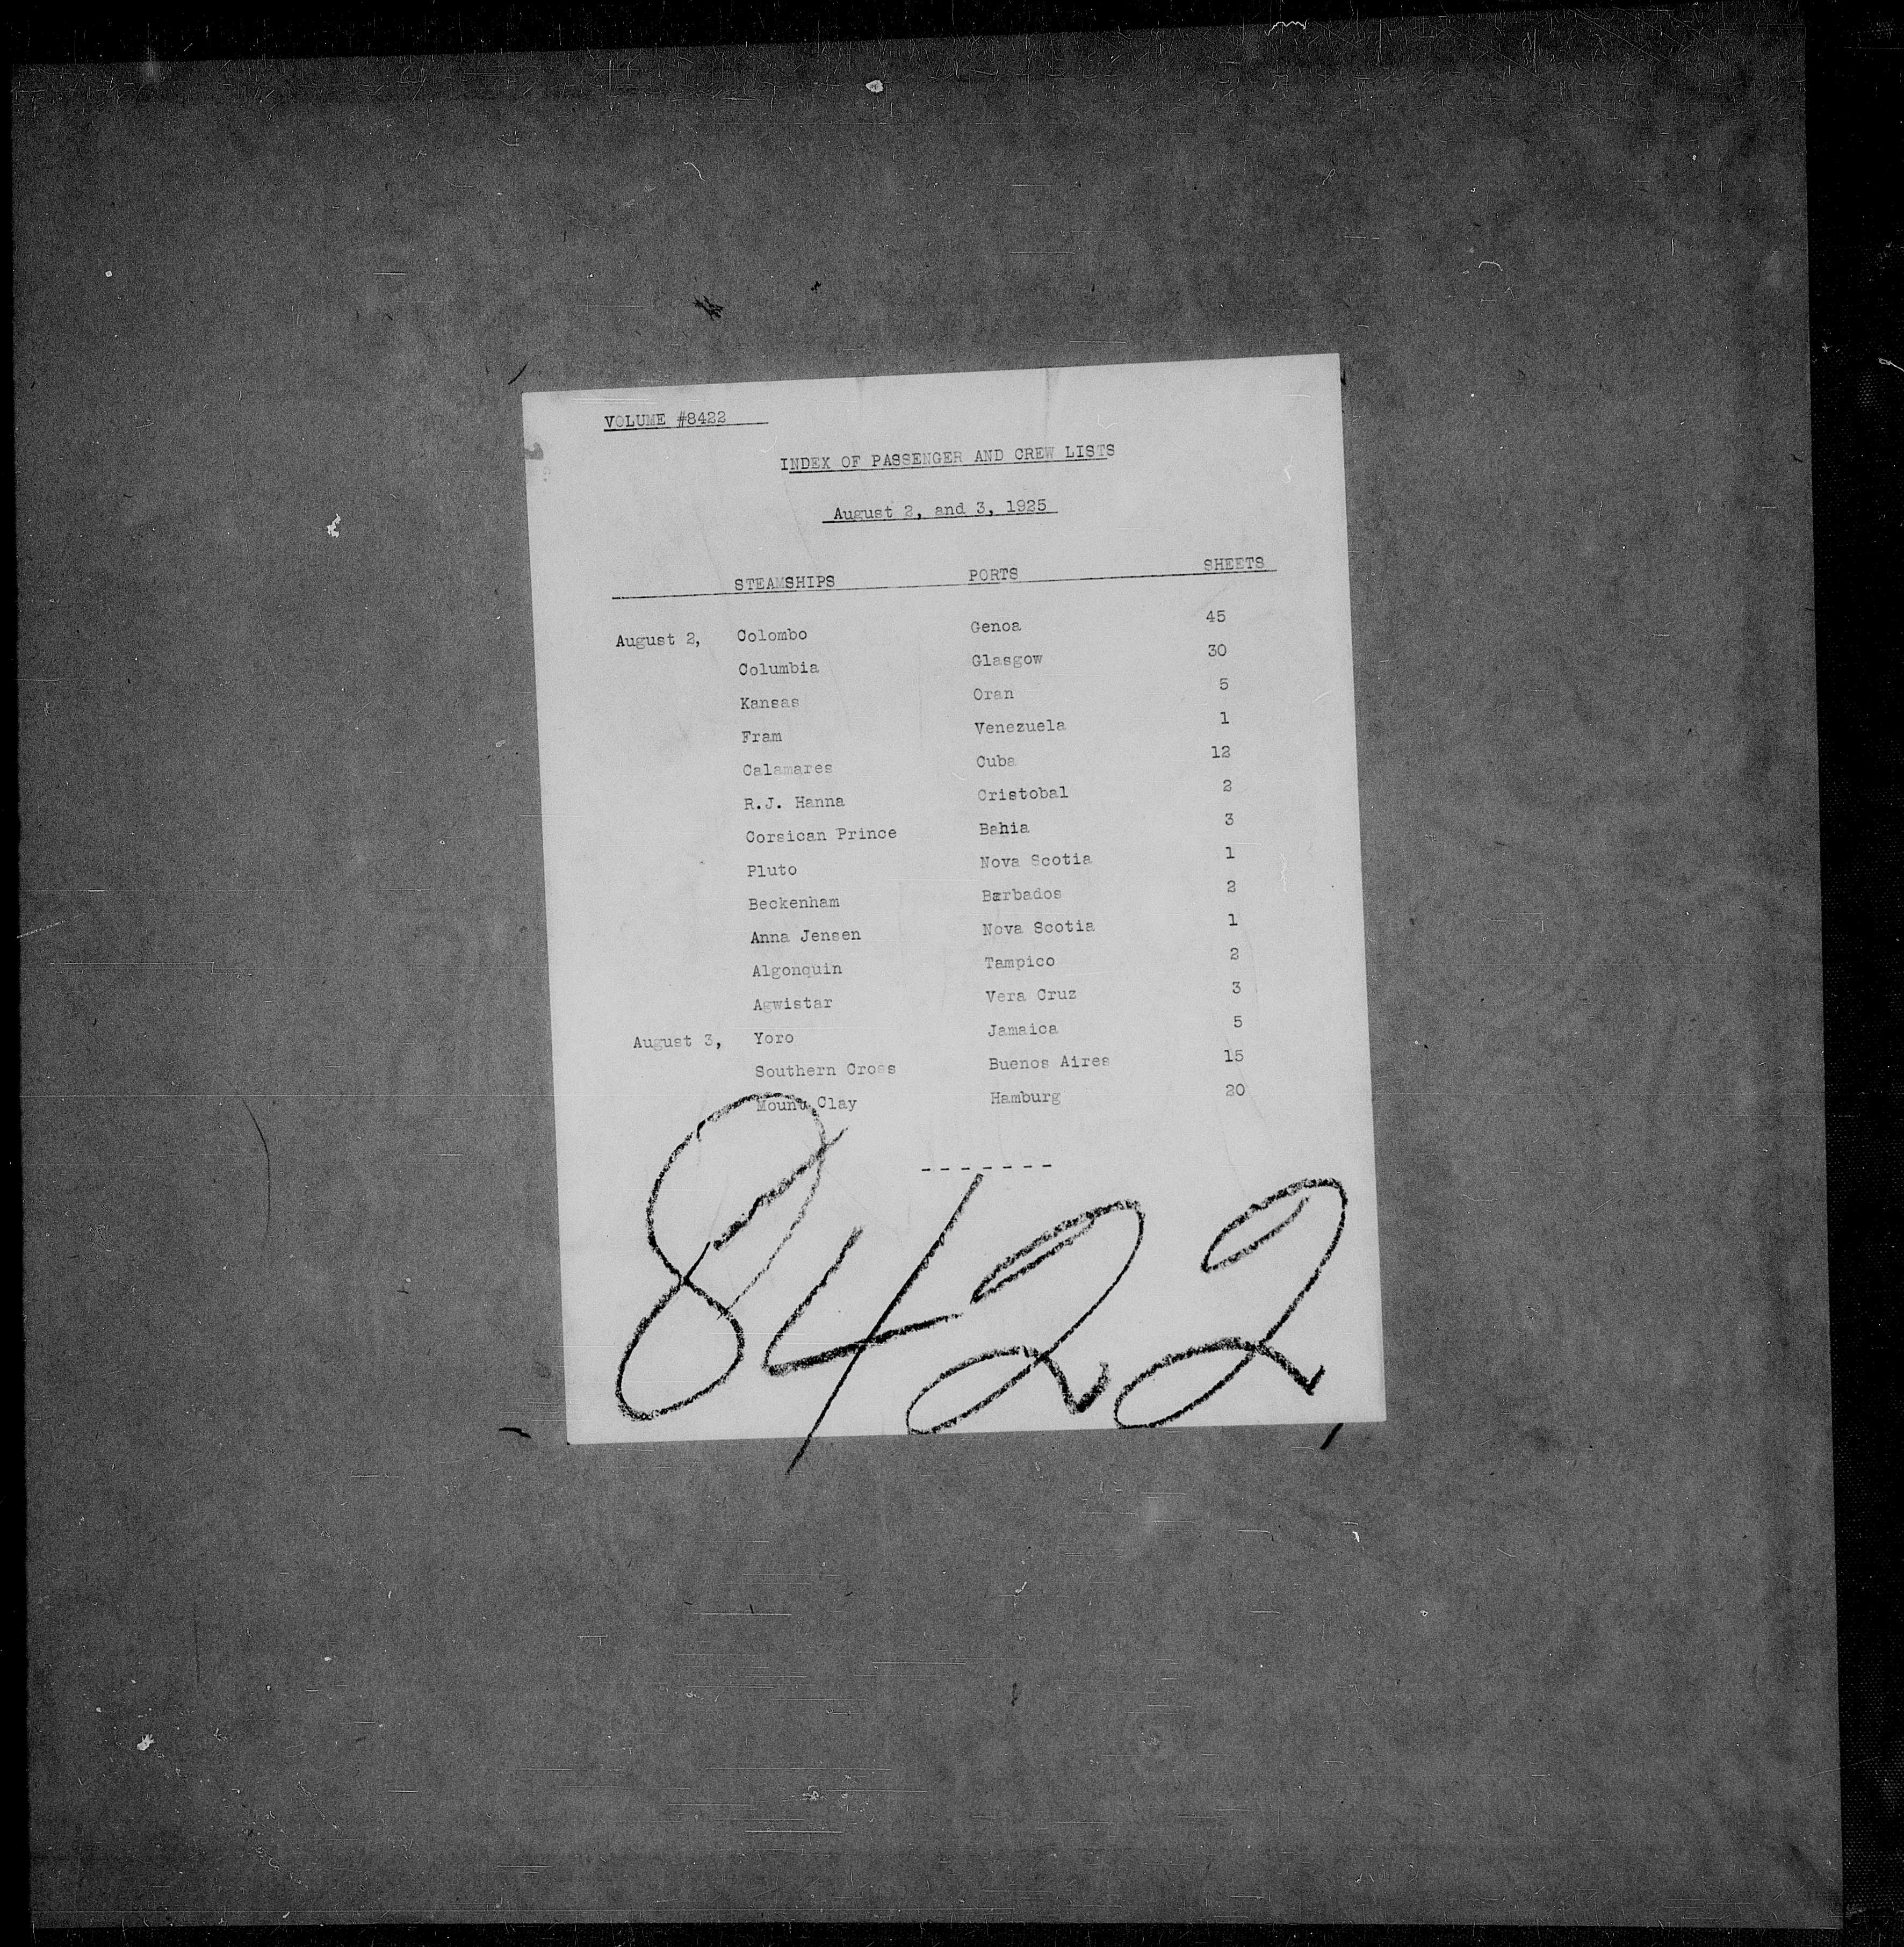 VOLUME #8422
INDEX OF PASSENGER AND CREW LISTS
August 2, and 3, 1925
STEAMSHIPS PORTS SHEETS
August 2, Colombo Genoa 45
Columbia Glasgow 30
Kansas Oran 5
Fram Venezuela 1
Calamares Cuba 12
R.J. Hanna Cristobal 2
Corsican Prince Bahia 3
Pluto Nova Scotia 1
Beckenham Barbados 2
Anna Jensen Nova Scotia 1
Algonquin Tampico 2
Agwistar Vera Cruz 3
August 3, Yoro Jamaica 5
Southern Cross Buenos Aires 15
Mount Clay Hamburg 20
- - - - - - -
8422